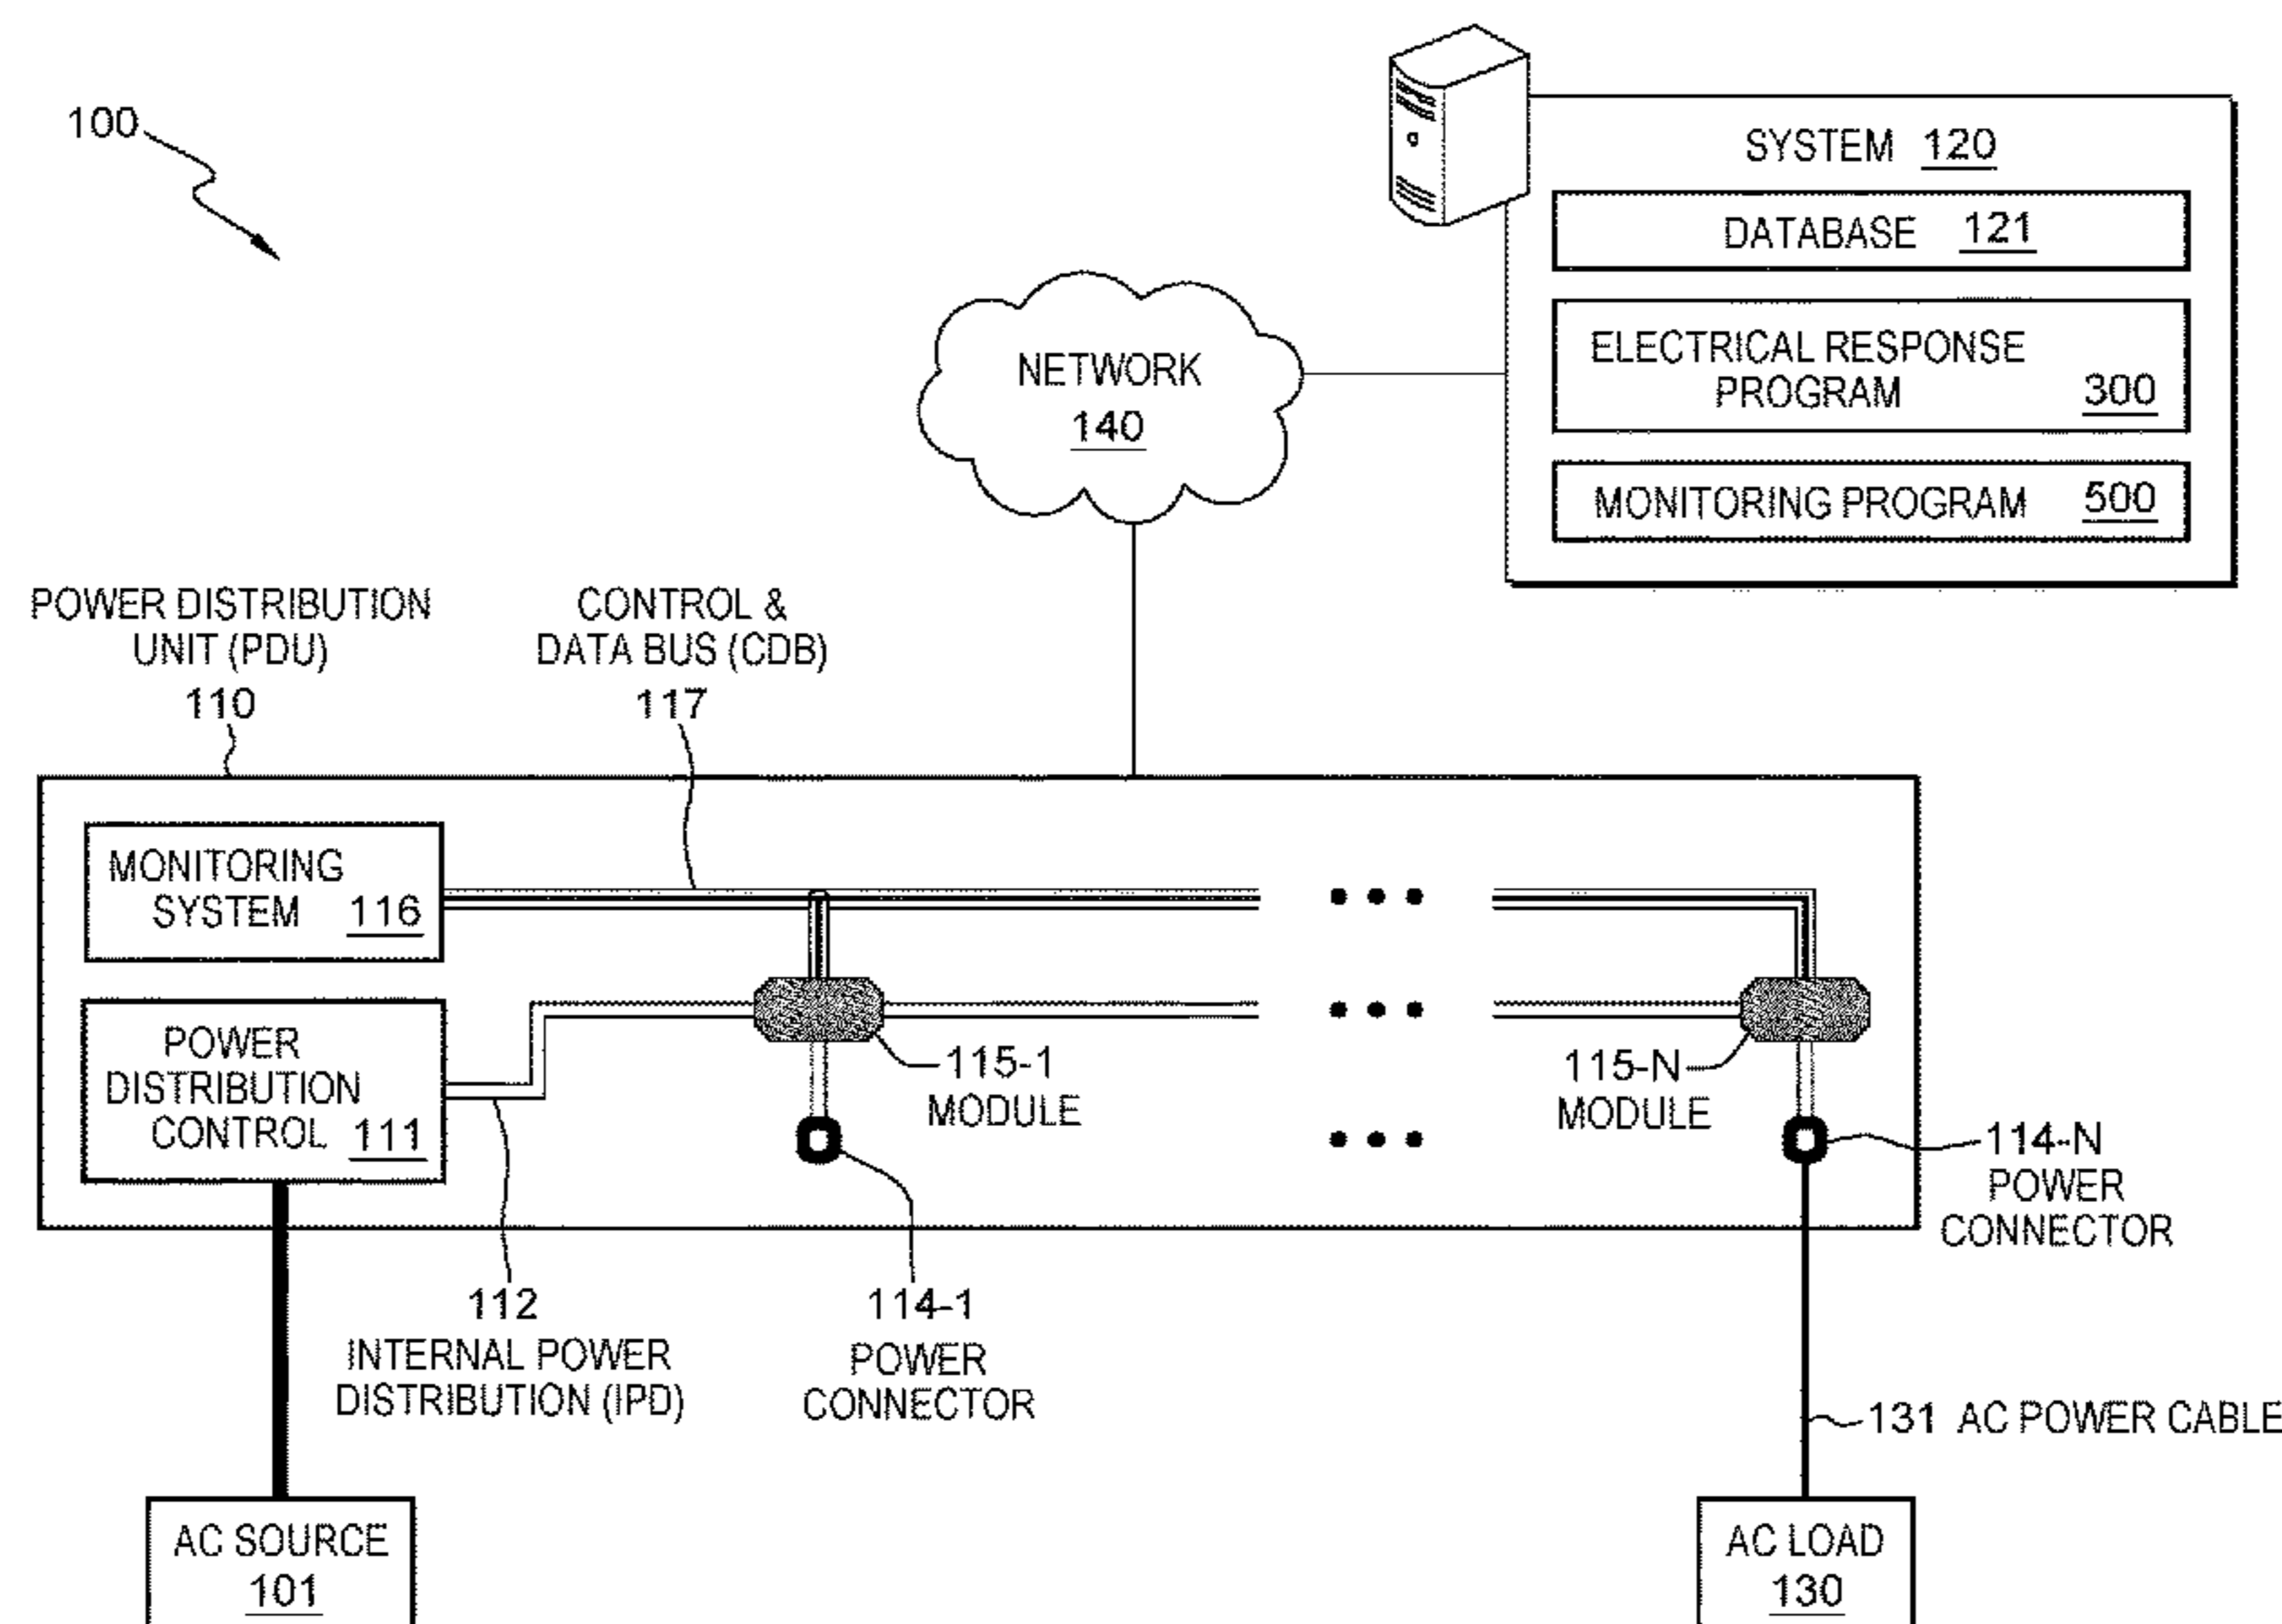 100
SYSTEM 120
DATABASE 121
ELECTRICAL RESPONSE
PROGRAM 300
MONITORING PROGRAM 500
NETWORK
140
POWER DISTRIBUTION
UNIT (PDU)
110
CONTROL &
DATA BUS (CDB)
117
MONITORING
SYSTEM 116
POWER
DISTRIBUTION
CONTROL 111
115-1
MODULE
115-N
MODULE
114-N
POWER
CONNECTOR
112
INTERNAL POWER
DISTRIBUTION (IPD)
114-1
POWER
CONNECTOR
131 AC POWER CABLE
AC SOURCE
101
AC LOAD
130